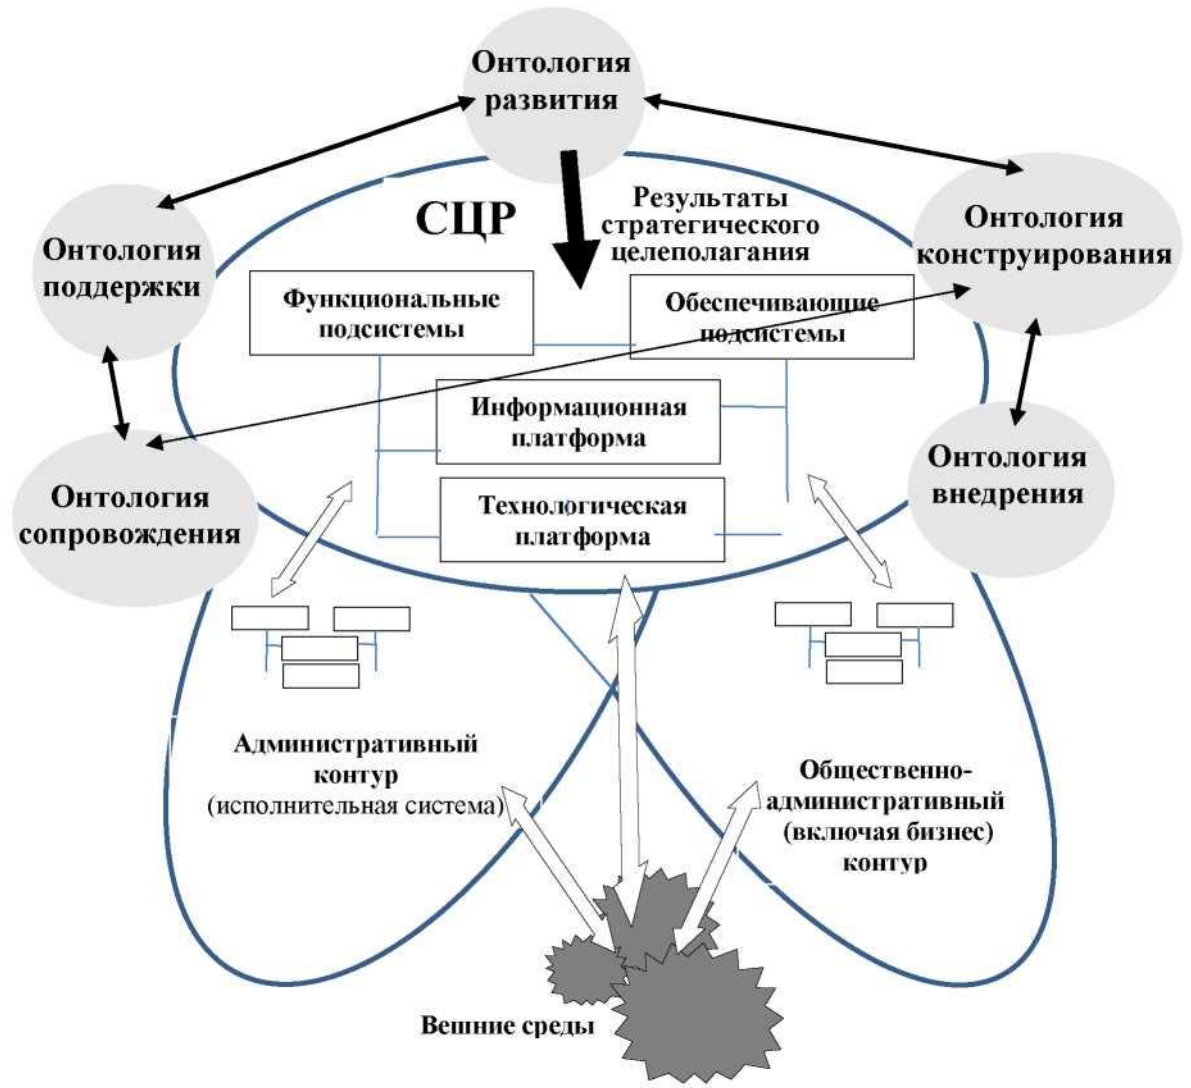 Онтология
развития
СЦР
Результаты
стратегического
целеполагания
Онтология
поддержки
Онтология
конструирования
Функциональные
подсистемы
Обеспечивающие
подсистемы
Информационная
платформа
Технологическая
платформа
Онтология
сопровождения
Онтология
внедрения
Административный
контур
(исполнительная система)
Общественно-
административный
(включая бизнес)
контур
Вешние среды